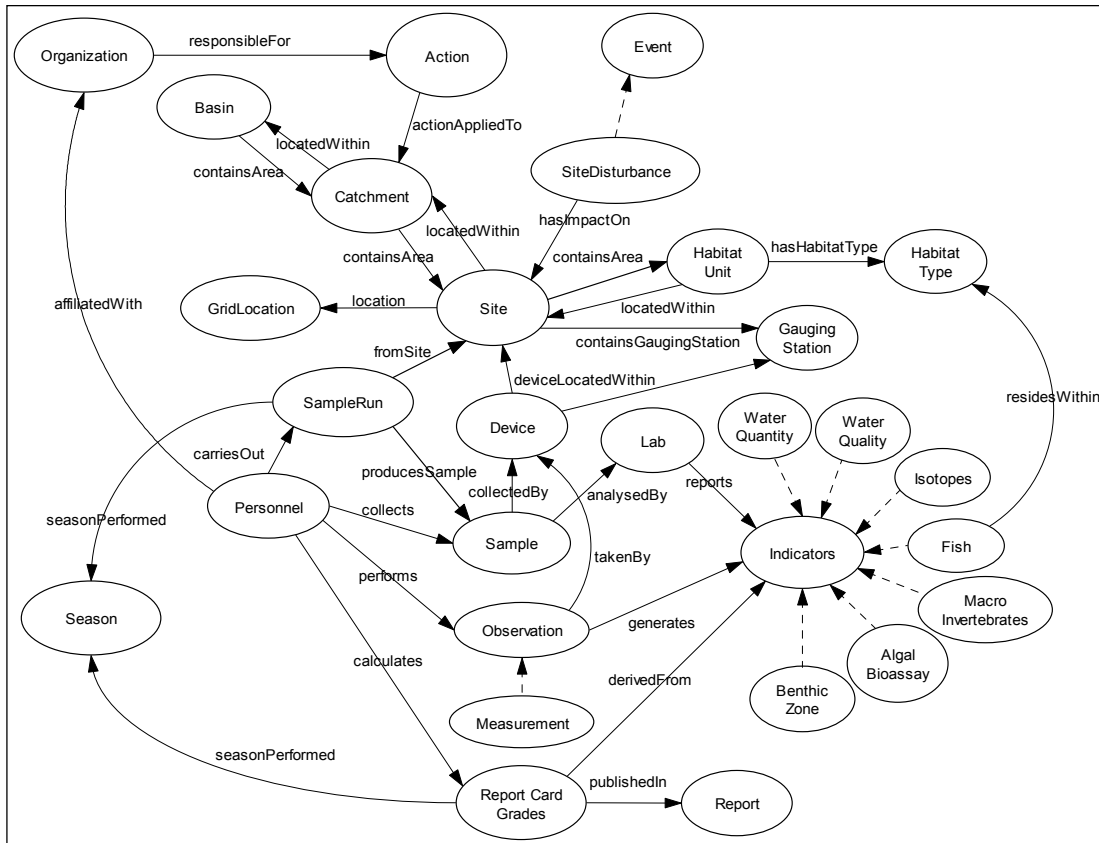 Organization
responsibleFor
Action
Event
Basin
locatedWithin
actionAppliedTo
containsArea
SiteDisturbance
Catchment
hasImpactOn
locatedWithin
containsArea
containsArea
Habitat
Unit
hasHabitatType
Habitat
Type
affiliatedWith
GridLocation
location
Site
locatedWithin
containsGaugingStation
Gauging
Station
fromSite
deviceLocatedWithin
SampleRun
residesWithin
Device
Lab
Water
Quantity
Water
Quality
carriesOut
producesSample
collectedBy
analysedBy
reports
Isotopes
Personnel
collects
seasonPerformed
Sample
Indicators
Fish
takenBy
performs
Macro
Invertebrates
Season
Observation
generates
calculates
derivedFrom
Algal
Bioassay
Benthic
Zone
Measurement
seasonPerformed
publishedIn
Report Card
Grades
Report